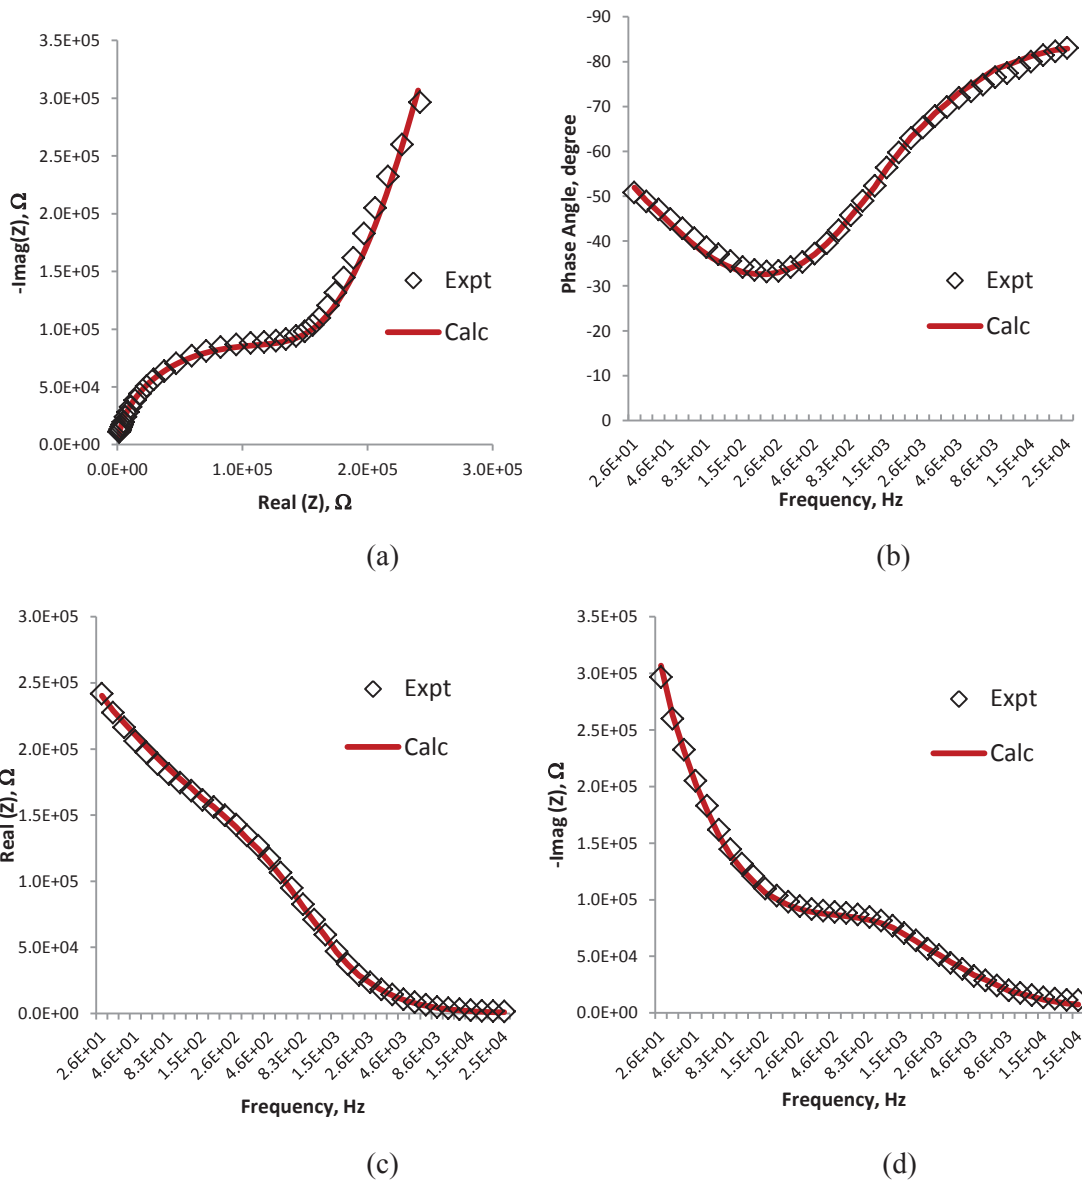 3.5E+05
3.0E+05
2.5E+05
2.0E+05
1.5E+05
1.0E+05
5.0E+04
0.0E+00
-Imag(Z), Ω
Expt
Calc
0.0E+00 1.0E+05 2.0E+05 3.0E+05
Real (Z), Ω
(a)
-90
-80
-70
-60
-50
-40
-30
-20
-10
0
Phase Angle, degree
Expt
Calc
2.6E+01 4.6E+01 8.3E+01 1.5E+02 2.6E+02 4.6E+02 8.3E+02 1.5E+03 2.6E+03 4.6E+03 8.6E+03 1.5E+04 2.5E+04
Frequency, Hz
(b)
3.0E+05
2.5E+05
2.0E+05
1.5E+05
1.0E+05
5.0E+04
0.0E+00
Real (Z), Ω
Expt
Calc
2.6E+01 4.6E+01 8.3E+01 1.5E+02 2.6E+02 4.6E+02 8.3E+02 1.5E+03 2.6E+03 4.6E+03 8.6E+03 1.5E+04 2.5E+04
Frequency, Hz
(c)
3.5E+05
3.0E+05
2.5E+05
2.0E+05
1.5E+05
1.0E+05
5.0E+04
0.0E+00
-Imag (Z), Ω
Expt
Calc
2.6E+01 4.6E+01 8.3E+01 1.5E+02 2.6E+02 4.6E+02 8.3E+02 1.5E+03 2.6E+03 4.6E+03 8.6E+03 1.5E+04 2.5E+04
Frequency, Hz
(d)